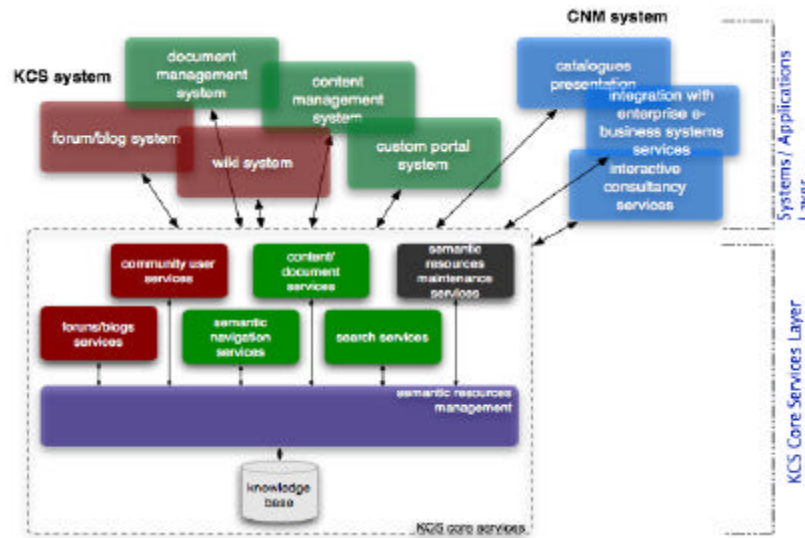 CNM system
KCS system
document
management
system
content
management
system
forum/blog system
wiki system
custom portal
system
catalogues
presentation
integration with
enterprise e-
business systems
services
interactive
consultancy
services
Systems / Applications
Layer
community user
services
content/
document
services
semantic
resources
maintenance
services
foruns/blogs
services
semantic
navigation
services
search services
semantic resources
management
knowledge
base
KCS core services
KCS Core Services Layer